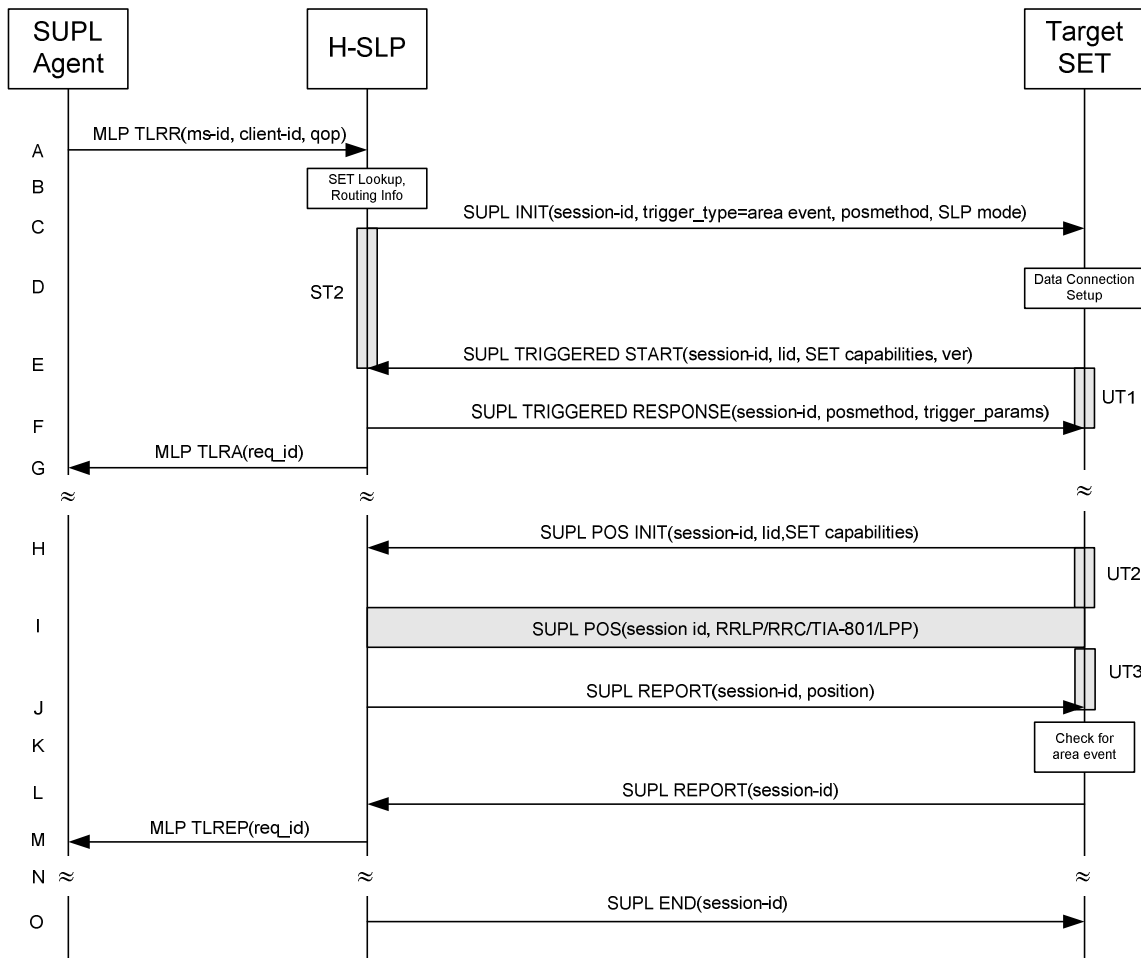 SUPL
Agent
H-SLP
Target
SET
A
MLP TLRR(ms-id, client-id, qop)
B
SET Lookup,
Routing Info
C
SUPL INIT(session-id, trigger_type=area event, posmethod, SLP mode)
D
ST2
Data Connection
Setup
E
SUPL TRIGGERED START(session-id, lid, SET capabilities, ver)
UT1
F
SUPL TRIGGERED RESPONSE(session-id, posmethod, trigger_params)
G
MLP TLRA(req_id)
≈ ≈ ≈
H
SUPL POS INIT(session-id, lid,SET capabilities)
UT2
I
SUPL POS(session id, RRLP/RRC/TIA-801/LPP)
UT3
J
SUPL REPORT(session-id, position)
K
Check for
area event
L
SUPL REPORT(session-id)
M
MLP TLREP(req_id)
N ≈ ≈ ≈
O
SUPL END(session-id)